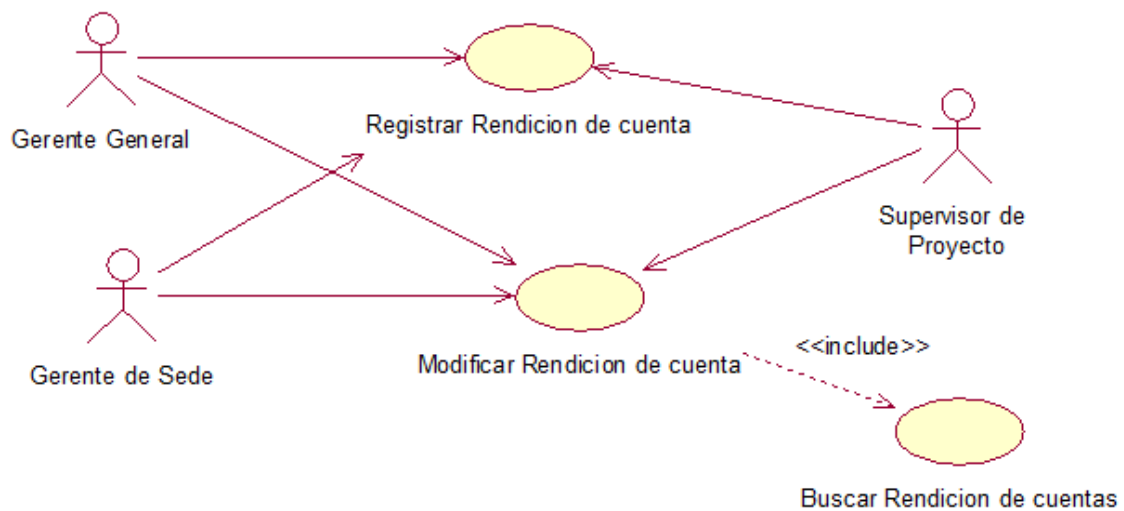 Gerente General
Registrar Rendicion de cuenta
Supervisor de
Proyecto
Gerente de Sede
Modificar Rendicion de cuenta
<<include>>
Buscar Rendicion de cuentas